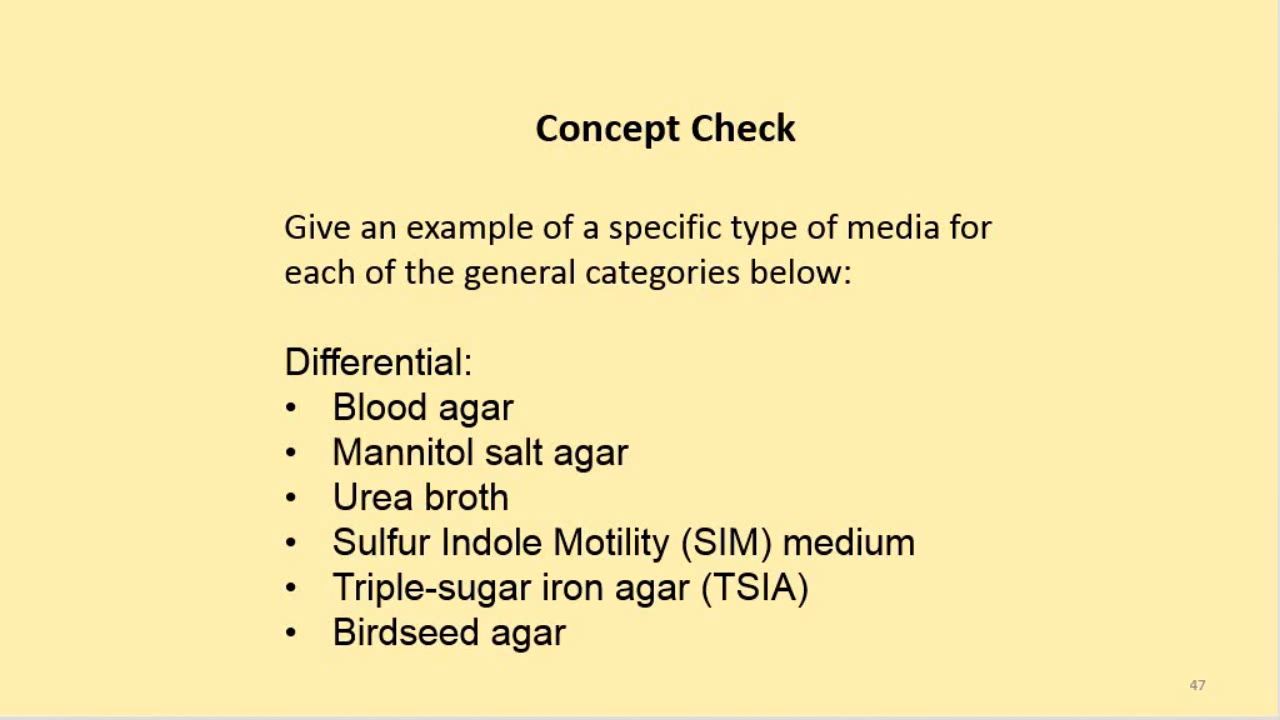 Concept Check
Give an example of a specific type of media for
each of the general categories below:
Differential:
• Blood agar
• Mannitol salt agar
• Urea broth
• Sulfur Indole Motility (SIM) medium
• Triple-sugar iron agar (TSIA)
• Birdseed agar
47